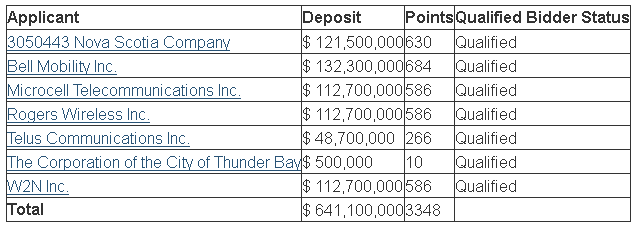 Applicant Deposit Points Qualified Bidder Status
3050443 Nova Scotia Company $ 121,500,000 630 Qualified
Bell Mobility Inc. $ 132,300,000 684 Qualified
Microcell Telecommunications Inc. $ 112,700,000 586 Qualified
Rogers Wireless Inc. $ 112,700,000 586 Qualified
Telus Communications Inc. $ 48,700,000 266 Qualified
The Corporation of the City of Thunder Bay $ 500,000 10 Qualified
W2N Inc. $ 112,700,000 586 Qualified
Total $ 641,100,000 3348